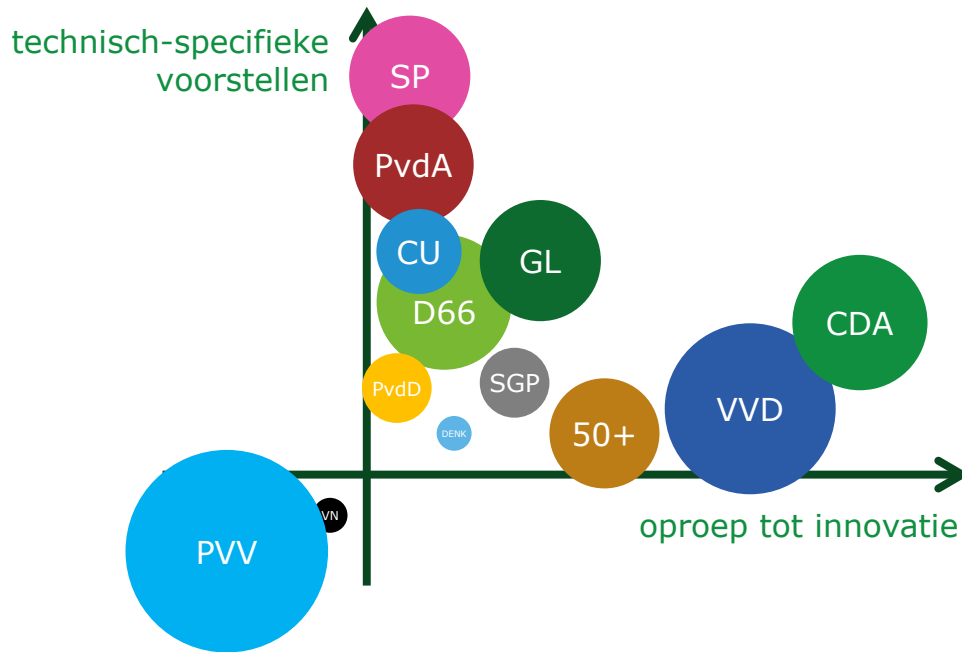 technisch-specifieke
voorstellen
SP
PvdA
CU
GL
D66
CDA
PvdD
SGP
VVD
DENK
50+
VN
oproep tot innovatie
PVV